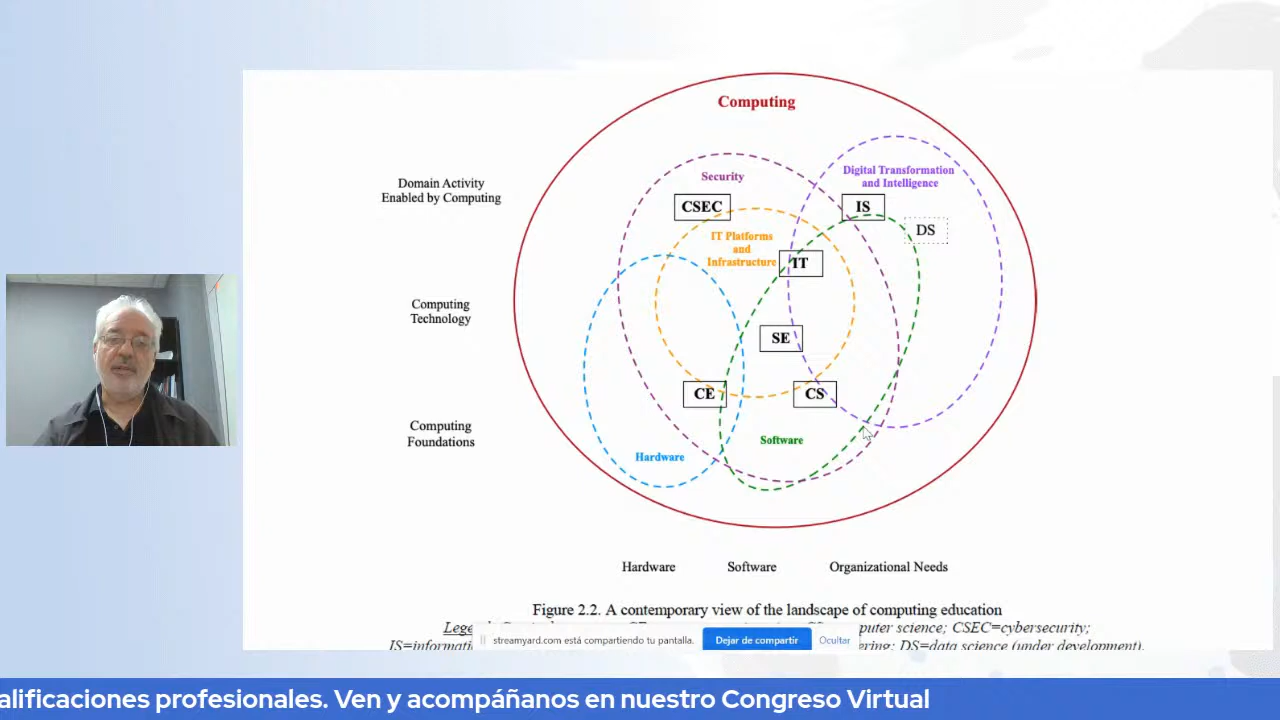 Computing
Domain Activity
Enabled by Computing
Security
Digital Transformation
and Intelligence
CSEC
IS
DS
IT Platforms
and
Infrastructure
IT
Computing
Technology
SE
CE
CS
Computing
Foundations
Software
Hardware
Hardware
Software
Organizational Needs
Figure 2.2. A contemporary view of the landscape of computing education
science; CSEC=cybersecurity;
DS=data science (under development).
streamyard.com está compartiendo tu pantalla.
Dejar de compartir
Ocultar
alificaciones profesionales. Ven y acompáñanos en nuestro Congreso Virtual